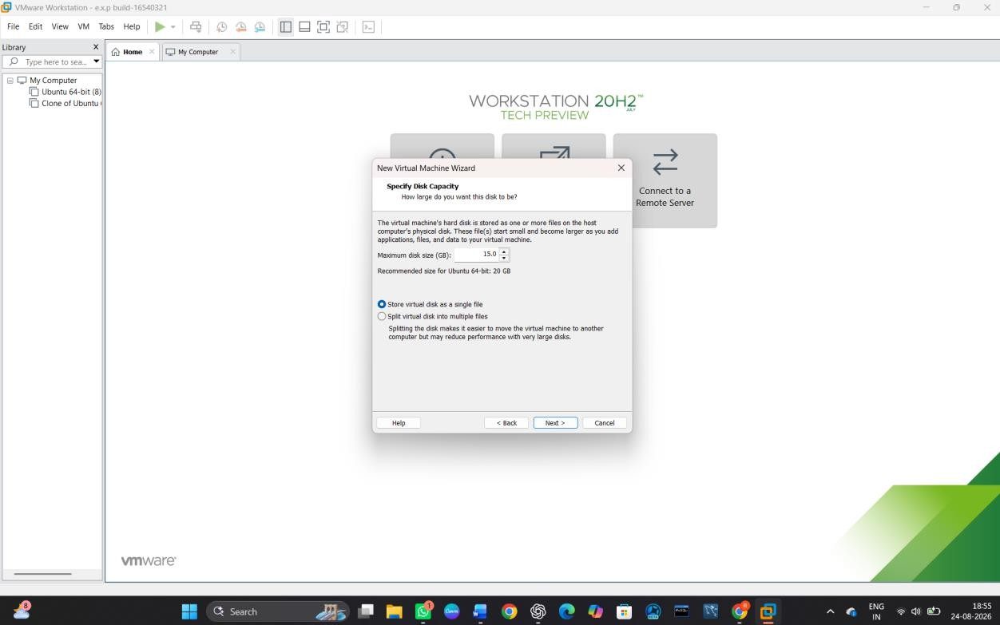 VMware Workstation - e.x.p build-16540321
File Edit View VM Tabs Help
Library
Type here to sea...
Home
My Computer
My Computer
Ubuntu 64-bit (8)
Clone of Ubuntu
WORKSTATION 20H2™
JULY
TECH PREVIEW
Connect to a
Remote Server
New Virtual Machine Wizard
Specify Disk Capacity
How large do you want this disk to be?
The virtual machine's hard disk is stored as one or more files on the host
computer's physical disk. These file(s) start small and become larger as you add
applications, files, and data to your virtual machine.
Maximum disk size (GB): 15.0
Recommended size for Ubuntu 64-bit: 20 GB
Store virtual disk as a single file
Split virtual disk into multiple files
Splitting the disk makes it easier to move the virtual machine to another
computer but may reduce performance with very large disks.
Help < Back Next > Cancel
vmware®
8
Search
1
Canva
W
MySQL
R
ENG
IN
18:55
24-08-2026